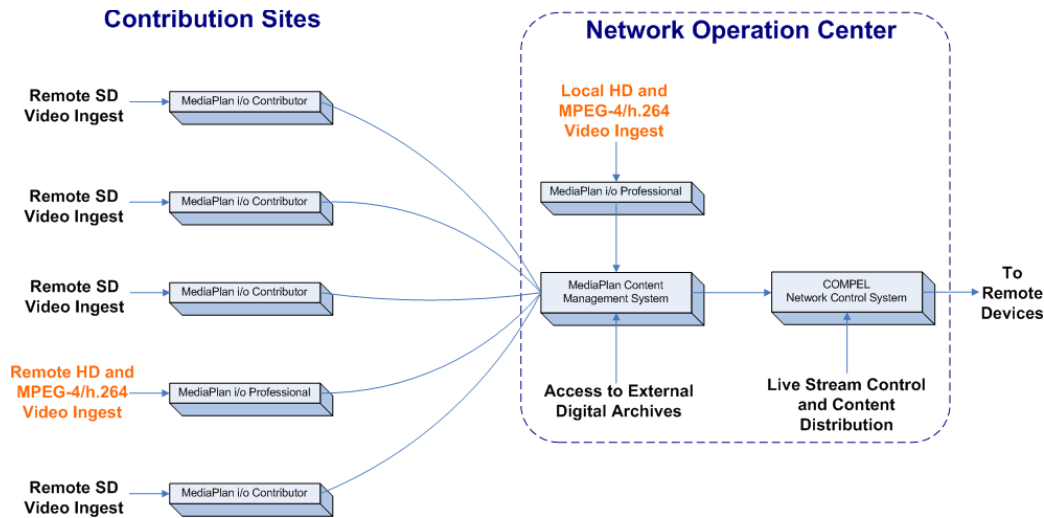 Contribution Sites
Remote SD
Video Ingest
MediaPlan i/o Contributor
Remote SD
Video Ingest
MediaPlan i/o Contributor
Remote SD
Video Ingest
MediaPlan i/o Contributor
Remote HD and
MPEG-4/h.264
Video Ingest
MediaPlan i/o Professional
Remote SD
Video Ingest
MediaPlan i/o Contributor
Network Operation Center
Local HD and
MPEG-4/h.264
Video Ingest
MediaPlan i/o Professional
MediaPlan Content
Management System
Access to External
Digital Archives
COMPEL
Network Control System
Live Stream Control
and Content
Distribution
To
Remote
Devices